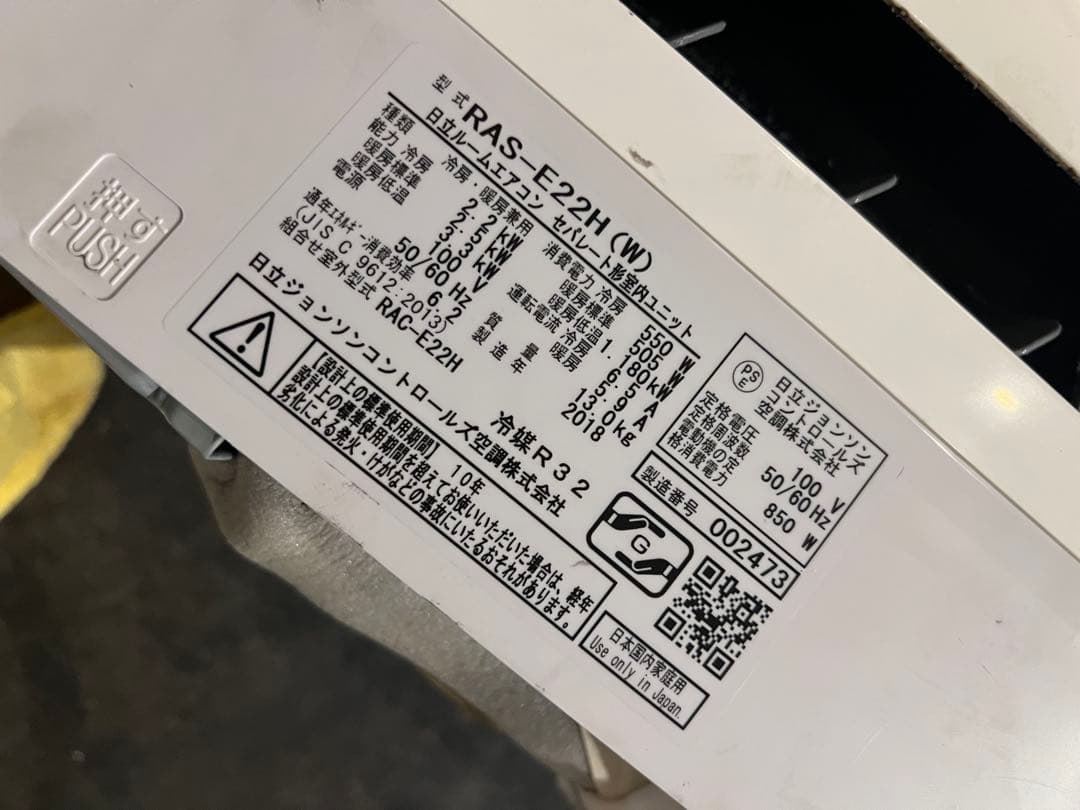 押す
PUSH
型式 RAS-E22H(W)
日立ルームエアコン セパレート形室内ユニット
種類 冷房・暖房兼用
能力 冷房 2.2kW
暖房標準 2.5kW
暖房低温 3.3kW
電源 100 V
50/60 Hz
通年エネルギー消費効率 6.2
(JIS C 9612:2013)
組合せ室外型式 RAC-E22H
消費電力 冷房 550 W
暖房標準 505 W
暖房低温 1.180kW
運転電流 冷房 6.5 A
暖房 5.9 A
質量 13.0kg
製造年 2018
日立ジョンソンコントロールズ空調株式会社
冷媒R32
【設計上の標準使用期間】 10年
設計上の標準使用期間を超えてお使いいただいた場合は、経年
劣化による発火・けがなどの事故にいたるおそれがあります。
PS
E
日立ジョンソン
コントロールズ
空調株式会社
定格電圧 100 V
定格周波数 50/60Hz
電動機の定
格消費電力 850 W
製造番号 002473
G
日本国内家庭用
Use only in Japan.